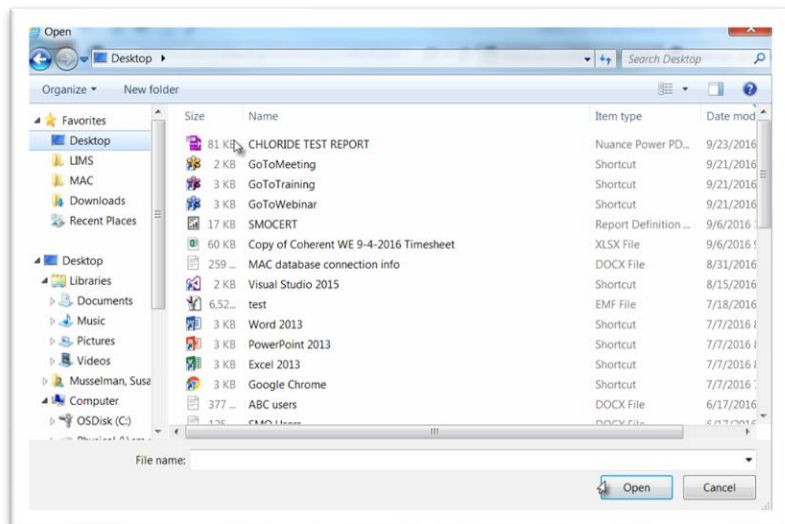 Open
Desktop
Search Desktop
Organize New folder
Size Name Item type Date mod
Favorites
Desktop
LIMS
MAC
Downloads
Recent Places
Desktop
Libraries
Documents
Music
Pictures
Videos
Musselman, Susa
Computer
OSDisk (C:)
81 KB CHLORIDE TEST REPORT Nuance Power PD... 9/23/2016
2 KB GoToMeeting Shortcut 9/21/2016
3 KB GoToTraining Shortcut 9/21/2016
3 KB GoToWebinar Shortcut 9/21/2016
17 KB SMOCERT Report Definition ... 9/6/2016
60 KB Copy of Coherent WE 9-4-2016 Timesheet XLSX File 9/6/2016
259 ... MAC database connection info DOCX File 8/31/2016
2 KB Visual Studio 2015 Shortcut 8/15/2016
6,52... test EMF File 7/18/2016
3 KB Word 2013 Shortcut 7/7/2016
3 KB PowerPoint 2013 Shortcut 7/7/2016
3 KB Excel 2013 Shortcut 7/7/2016
3 KB Google Chrome Shortcut 7/7/2016
377 ... ABC users DOCX File 6/17/2016
File name:
Open Cancel